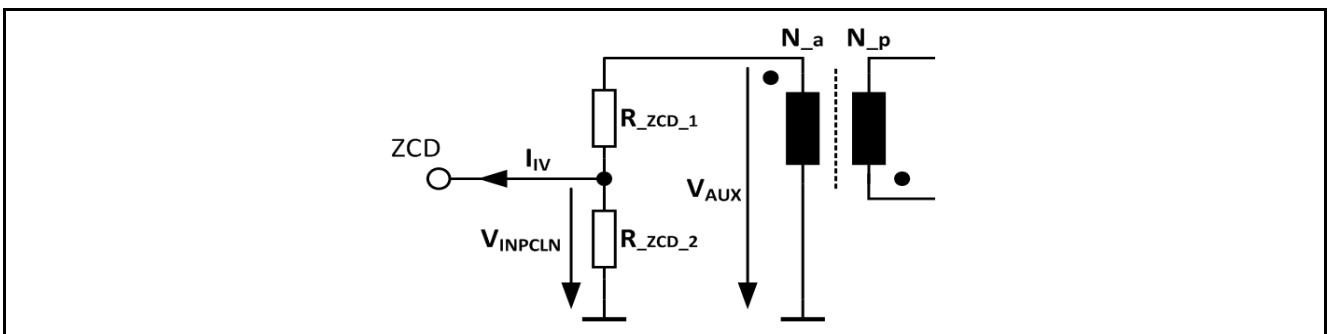 N_a N_p
R_ZCD_1
ZCD
I_IV
V_AUX
V_INPCLN
R_ZCD_2